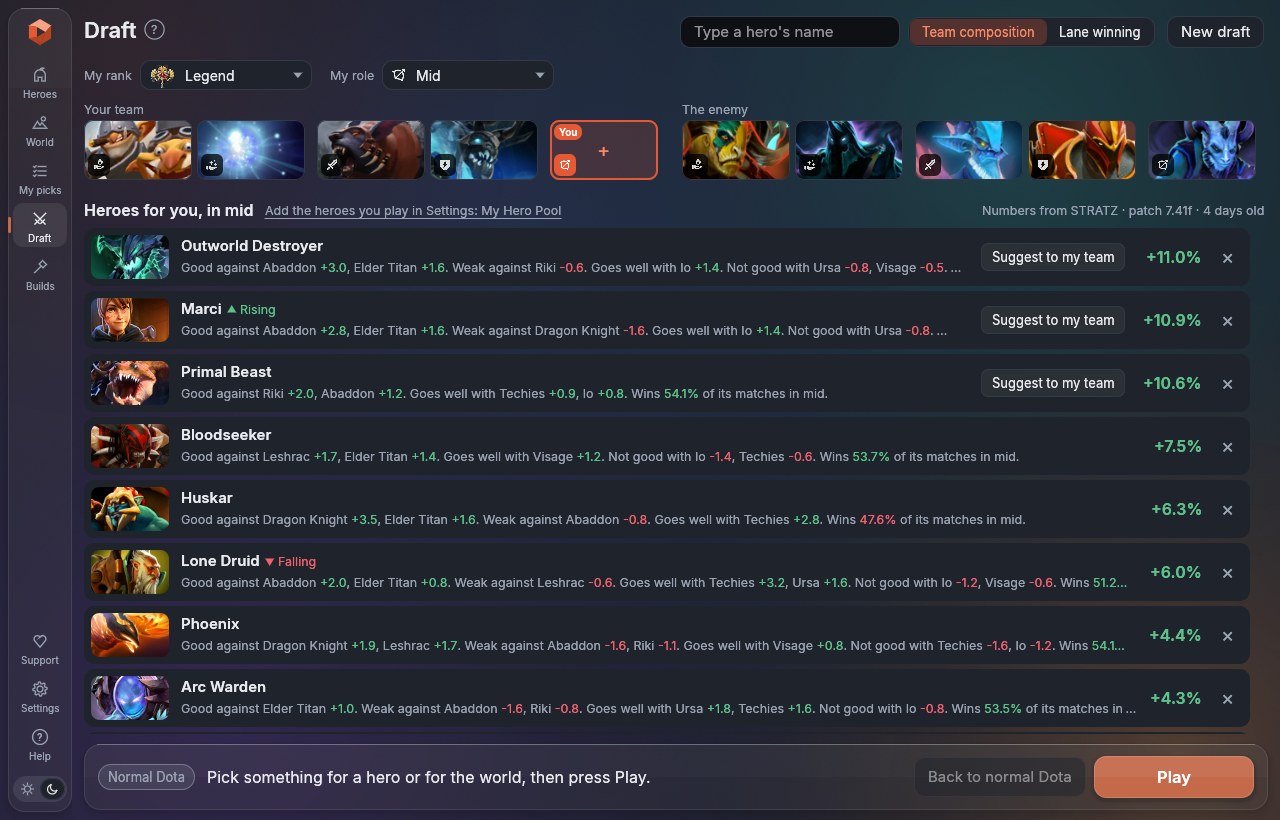 Draft ?
Type a hero's name
Team composition
Lane winning
New draft
Heroes
World
My picks
Draft
Builds
Support
Settings
Help
My rank
Legend
My role
Mid
Your team
The enemy
You
+
Heroes for you, in mid
Add the heroes you play in Settings: My Hero Pool
Numbers from STRATZ · patch 7.41f · 4 days old
Outworld Destroyer
Good against Abaddon +3.0, Elder Titan +1.6. Weak against Riki -0.6. Goes well with Io +1.4. Not good with Ursa -0.8, Visage -0.5. ...
Suggest to my team
+11.0%
Marci ▲ Rising
Good against Abaddon +2.8, Elder Titan +1.6. Weak against Dragon Knight -1.6. Goes well with Io +1.4. Not good with Ursa -0.8. ...
Suggest to my team
+10.9%
Primal Beast
Good against Riki +2.0, Abaddon +1.2. Goes well with Techies +0.9, Io +0.8. Wins 54.1% of its matches in mid.
Suggest to my team
+10.6%
Bloodseeker
Good against Leshrac +1.7, Elder Titan +1.4. Goes well with Visage +1.2. Not good with Io -1.4, Techies -0.6. Wins 53.7% of its matches in mid.
+7.5%
Huskar
Good against Dragon Knight +3.5, Elder Titan +1.6. Weak against Abaddon -0.8. Goes well with Techies +2.8. Wins 47.6% of its matches in mid.
+6.3%
Lone Druid ▼ Falling
Good against Abaddon +2.0, Elder Titan +0.8. Weak against Leshrac -0.6. Goes well with Techies +3.2, Ursa +1.6. Not good with Io -1.2, Visage -0.6. Wins 51.2...
+6.0%
Phoenix
Good against Dragon Knight +1.9, Leshrac +1.7. Weak against Abaddon -1.6, Riki -1.1. Goes well with Visage +0.8. Not good with Techies -1.6, Io -1.2. Wins 54.1...
+4.4%
Arc Warden
Good against Elder Titan +1.0. Weak against Abaddon -1.6, Riki -0.8. Goes well with Ursa +1.8, Techies +1.6. Not good with Io -0.8. Wins 53.5% of its matches in ...
+4.3%
Normal Dota
Pick something for a hero or for the world, then press Play.
Back to normal Dota
Play